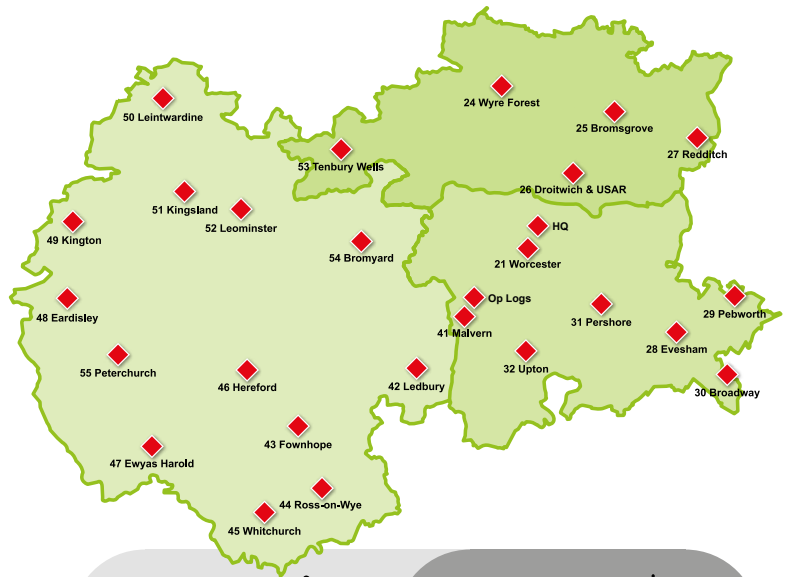 24 Wyre Forest
50 Leintwardine
25 Bromsgrove
27 Redditch
53 Tenbury Wells
26 Droitwich & USAR
51 Kingsland
52 Leominster
HQ
49 Kington
54 Bromyard
21 Worcester
Op Logs
48 Eardisley
29 Pebworth
31 Pershore
41 Malvern
28 Evesham
32 Upton
55 Peterchurch
46 Hereford
42 Ledbury
30 Broadway
43 Fownhope
47 Ewyas Harold
44 Ross-on-Wye
45 Whitchurch